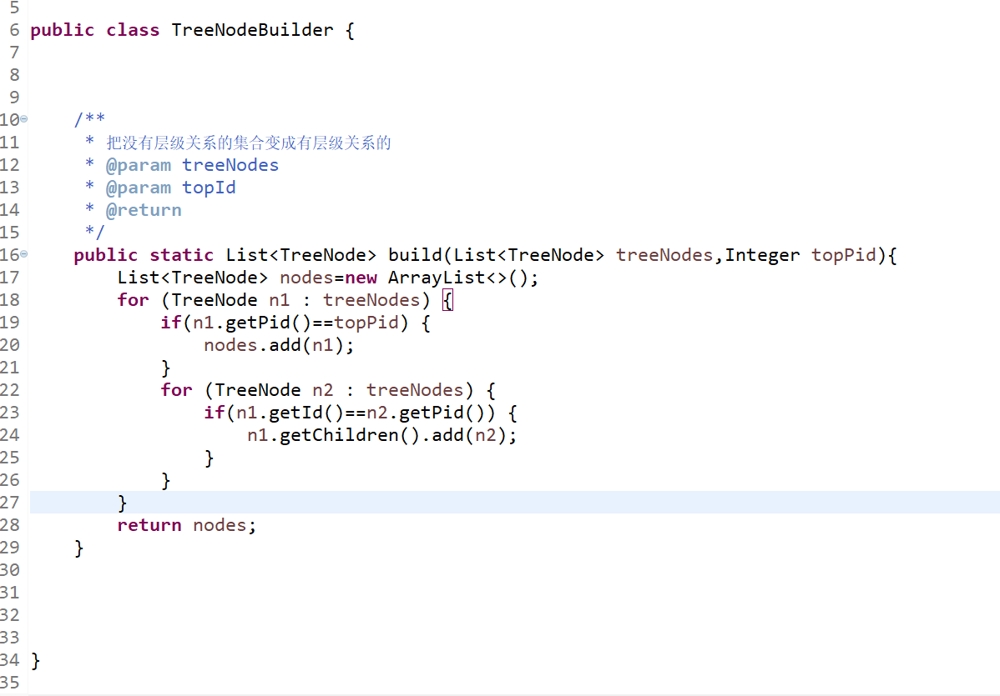 5
6 public class TreeNodeBuilder {
7
8
9
10 /**
11 * 把没有层级关系的集合变成有层级关系的
12 * @param treeNodes
13 * @param topId
14 * @return
15 */
16 public static List<TreeNode> build(List<TreeNode> treeNodes,Integer topPid){
17 List<TreeNode> nodes=new ArrayList<>();
18 for (TreeNode n1 : treeNodes) {
19 if(n1.getPid()==topPid) {
20 nodes.add(n1);
21 }
22 for (TreeNode n2 : treeNodes) {
23 if(n1.getId()==n2.getPid()) {
24 n1.getChildren().add(n2);
25 }
26 }
27 }
28 return nodes;
29 }
30
31
32
33
34 }
35